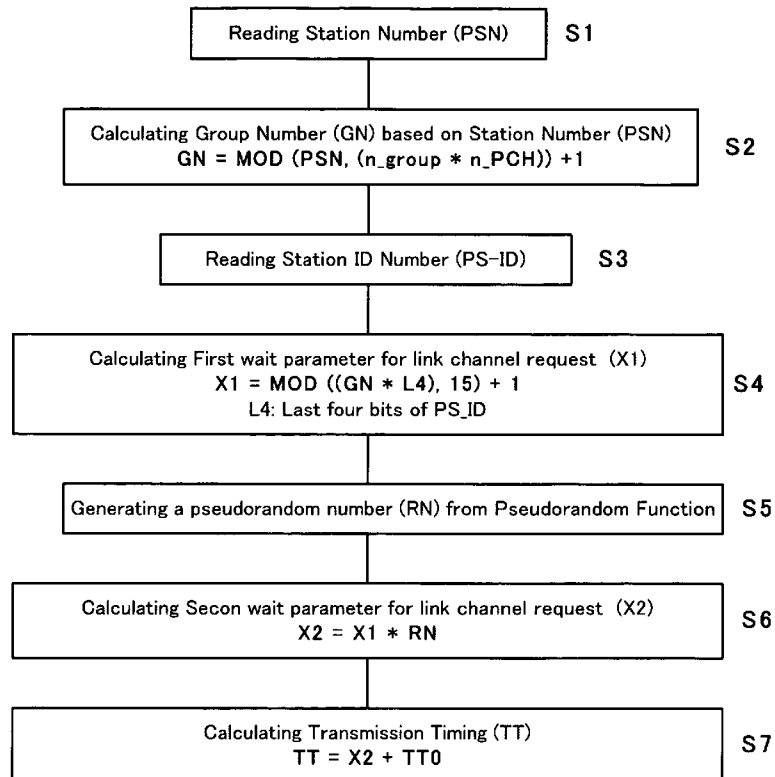 Reading Station Number (PSN) S1
Calculating Group Number (GN) based on Station Number (PSN)
GN = MOD (PSN, (n_group * n_PCH)) +1
S2
Reading Station ID Number (PS-ID) S3
Calculating First wait parameter for link channel request (X1)
X1 = MOD ((GN * L4), 15) + 1
L4: Last four bits of PS_ID
S4
Generating a pseudorandom number (RN) from Pseudorandom Function S5
Calculating Secon wait parameter for link channel request (X2)
X2 = X1 * RN
S6
Calculating Transmission Timing (TT)
TT = X2 + TT0
S7